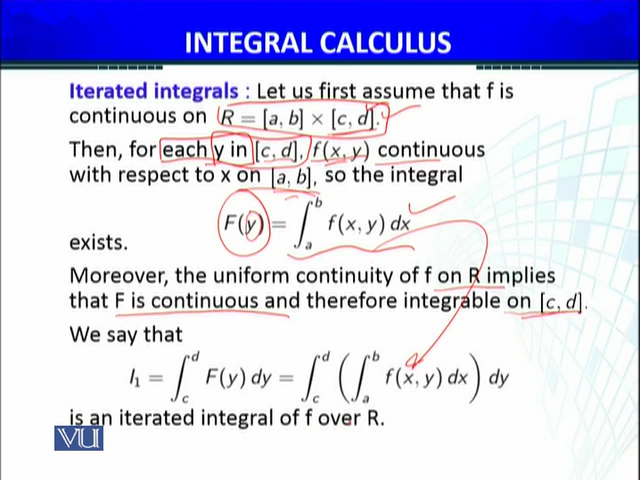 INTEGRAL CALCULUS
Iterated integrals : Let us first assume that f is
continuous on R = [a, b] × [c, d].
Then, for each y in [c, d], f(x, y) continuous
with respect to x on [a, b], so the integral
F(y) = ∫_a^b f(x, y) dx
exists.
Moreover, the uniform continuity of f on R implies
that F is continuous and therefore integrable on [c, d].
We say that
I₁ = ∫_c^d F(y) dy = ∫_c^d (∫_a^b f(x, y) dx) dy
is an iterated integral of f over R.
VU